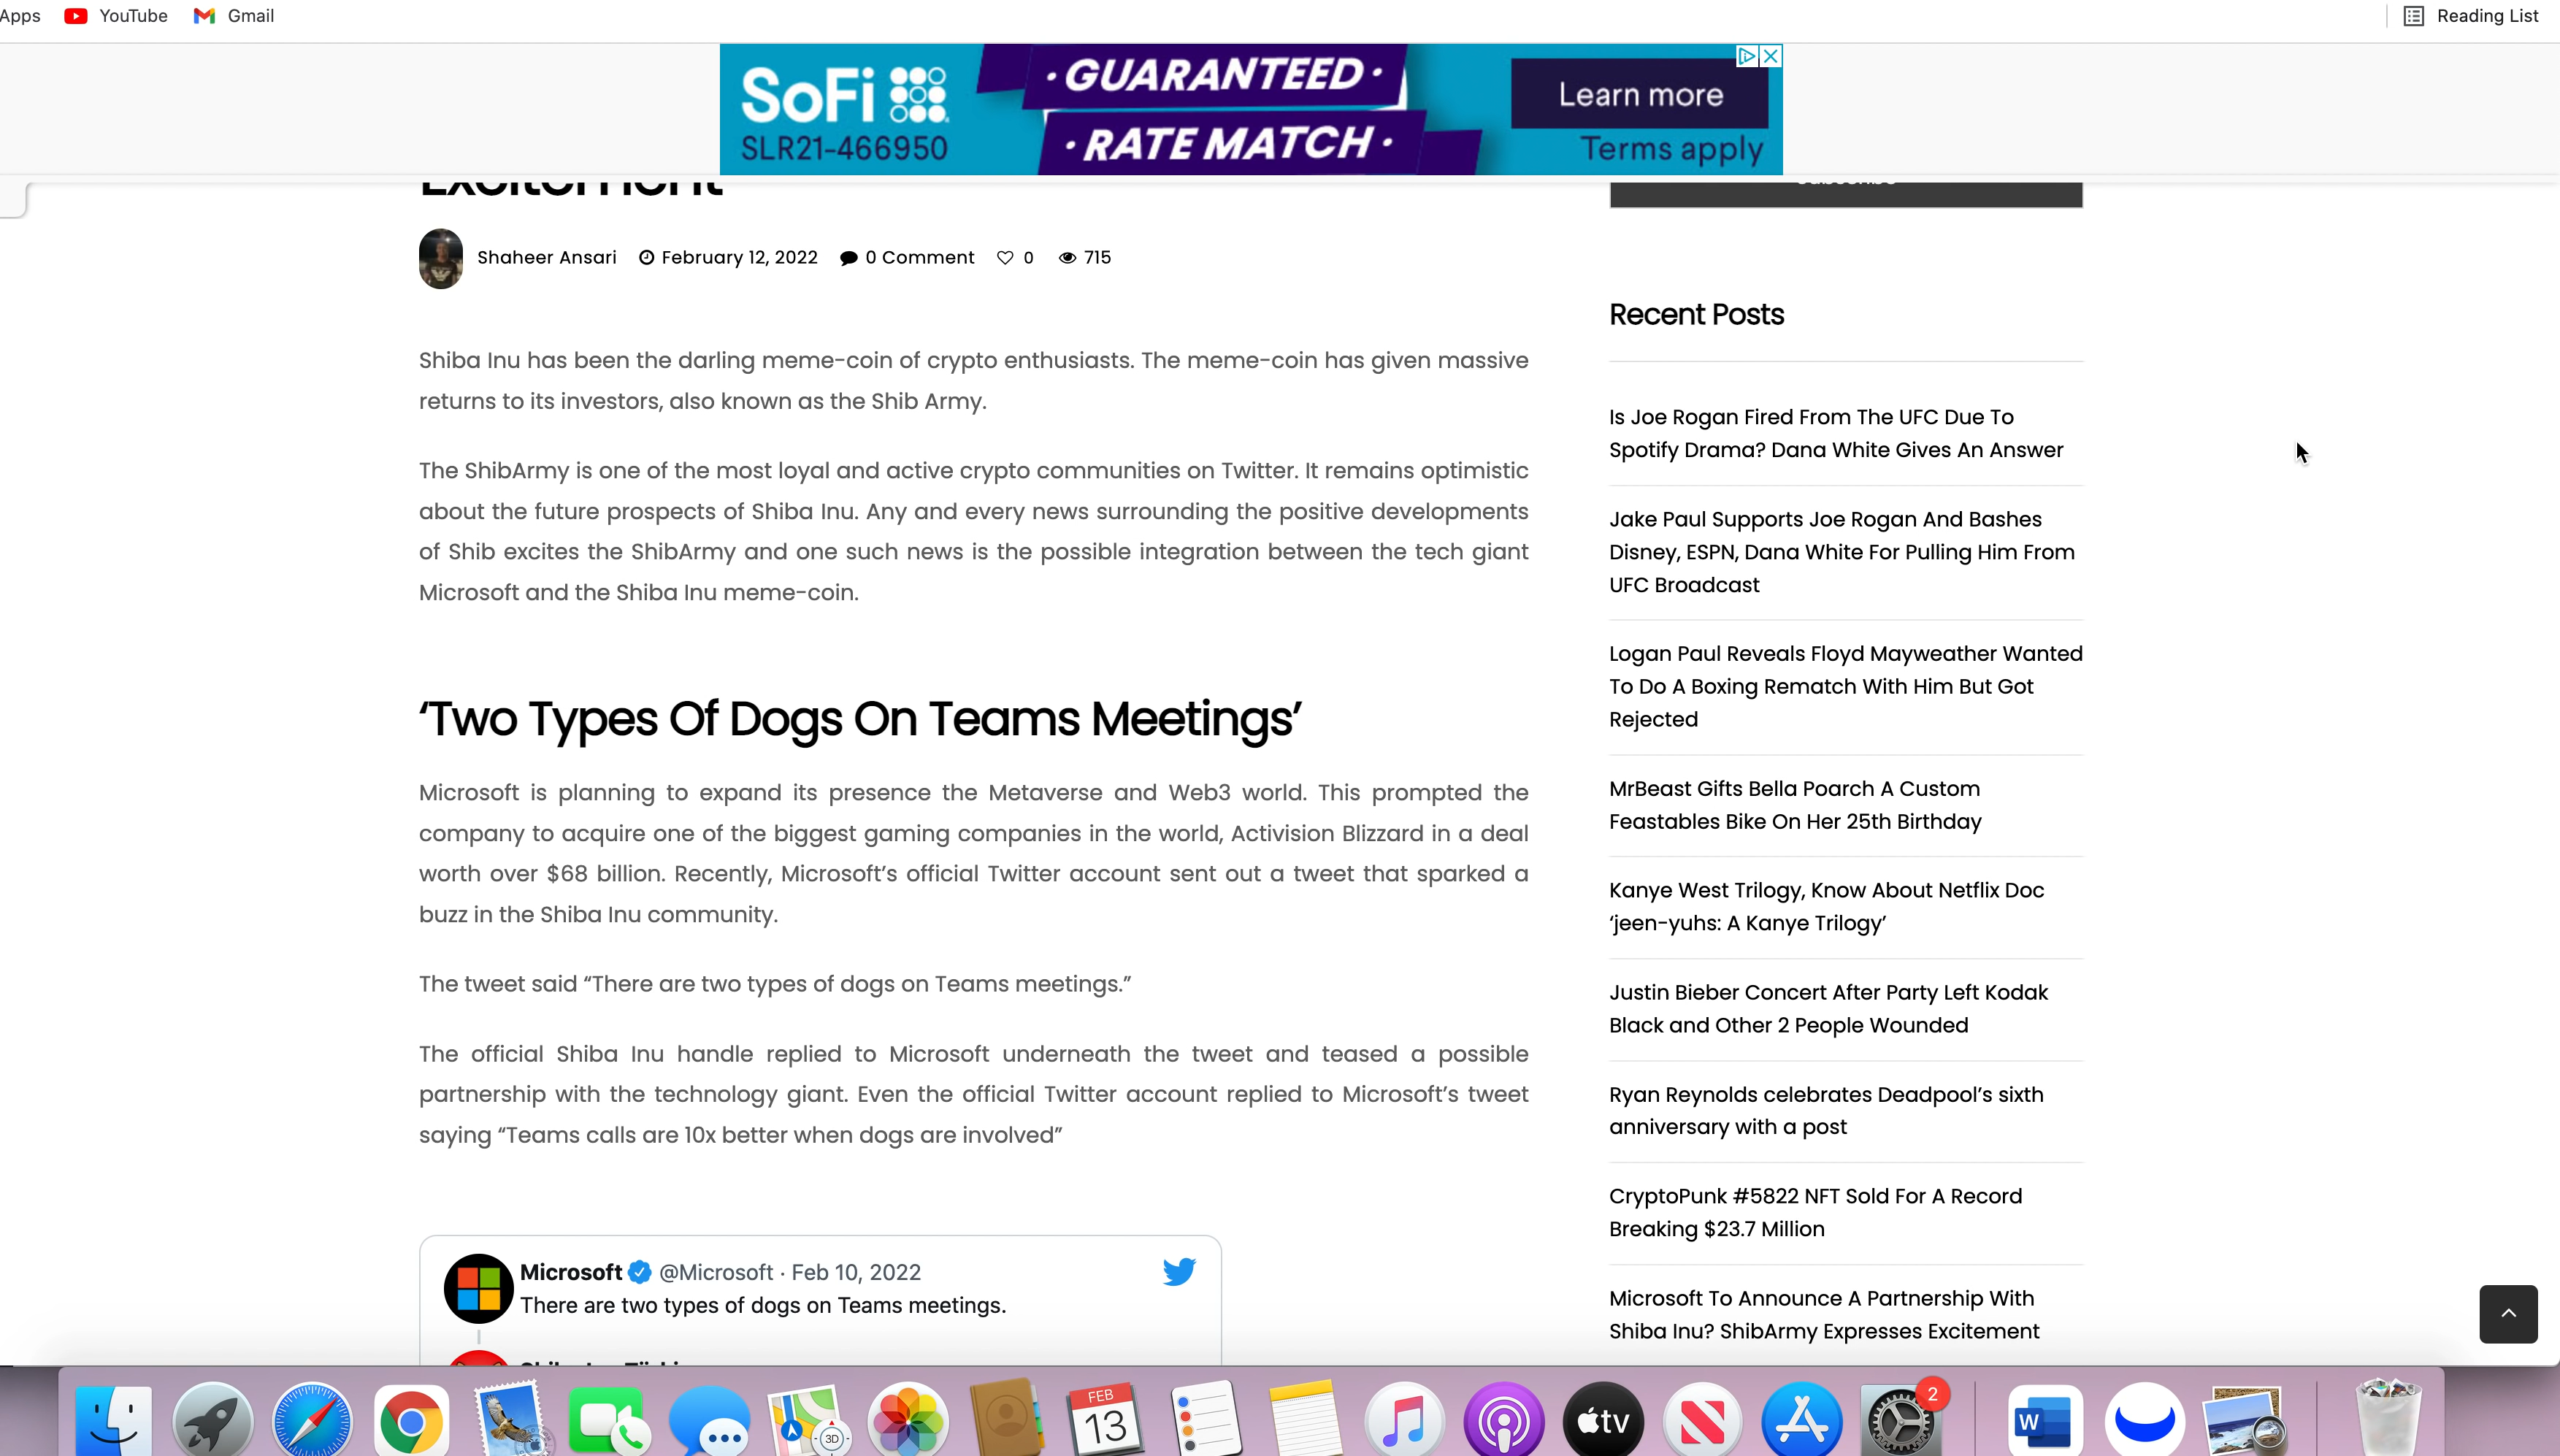 Apps YouTube Gmail Reading List
SoFi
SLR21-466950
· GUARANTEED ·
· RATE MATCH ·
Learn more
Terms apply
Excitement
Shaheer Ansari February 12, 2022 0 Comment 0 715
Shiba Inu has been the darling meme-coin of crypto enthusiasts. The meme-coin has given massive
returns to its investors, also known as the Shib Army.
The ShibArmy is one of the most loyal and active crypto communities on Twitter. It remains optimistic
about the future prospects of Shiba Inu. Any and every news surrounding the positive developments
of Shib excites the ShibArmy and one such news is the possible integration between the tech giant
Microsoft and the Shiba Inu meme-coin.
‘Two Types Of Dogs On Teams Meetings’
Microsoft is planning to expand its presence the Metaverse and Web3 world. This prompted the
company to acquire one of the biggest gaming companies in the world, Activision Blizzard in a deal
worth over $68 billion. Recently, Microsoft’s official Twitter account sent out a tweet that sparked a
buzz in the Shiba Inu community.
The tweet said “There are two types of dogs on Teams meetings.”
The official Shiba Inu handle replied to Microsoft underneath the tweet and teased a possible
partnership with the technology giant. Even the official Twitter account replied to Microsoft’s tweet
saying “Teams calls are 10x better when dogs are involved”
Microsoft @Microsoft · Feb 10, 2022
There are two types of dogs on Teams meetings.
Subscribe
Recent Posts
Is Joe Rogan Fired From The UFC Due To
Spotify Drama? Dana White Gives An Answer
Jake Paul Supports Joe Rogan And Bashes
Disney, ESPN, Dana White For Pulling Him From
UFC Broadcast
Logan Paul Reveals Floyd Mayweather Wanted
To Do A Boxing Rematch With Him But Got
Rejected
MrBeast Gifts Bella Poarch A Custom
Feastables Bike On Her 25th Birthday
Kanye West Trilogy, Know About Netflix Doc
‘jeen-yuhs: A Kanye Trilogy’
Justin Bieber Concert After Party Left Kodak
Black and Other 2 People Wounded
Ryan Reynolds celebrates Deadpool’s sixth
anniversary with a post
CryptoPunk #5822 NFT Sold For A Record
Breaking $23.7 Million
Microsoft To Announce A Partnership With
Shiba Inu? ShibArmy Expresses Excitement
3D
FEB
13
tv
2
W